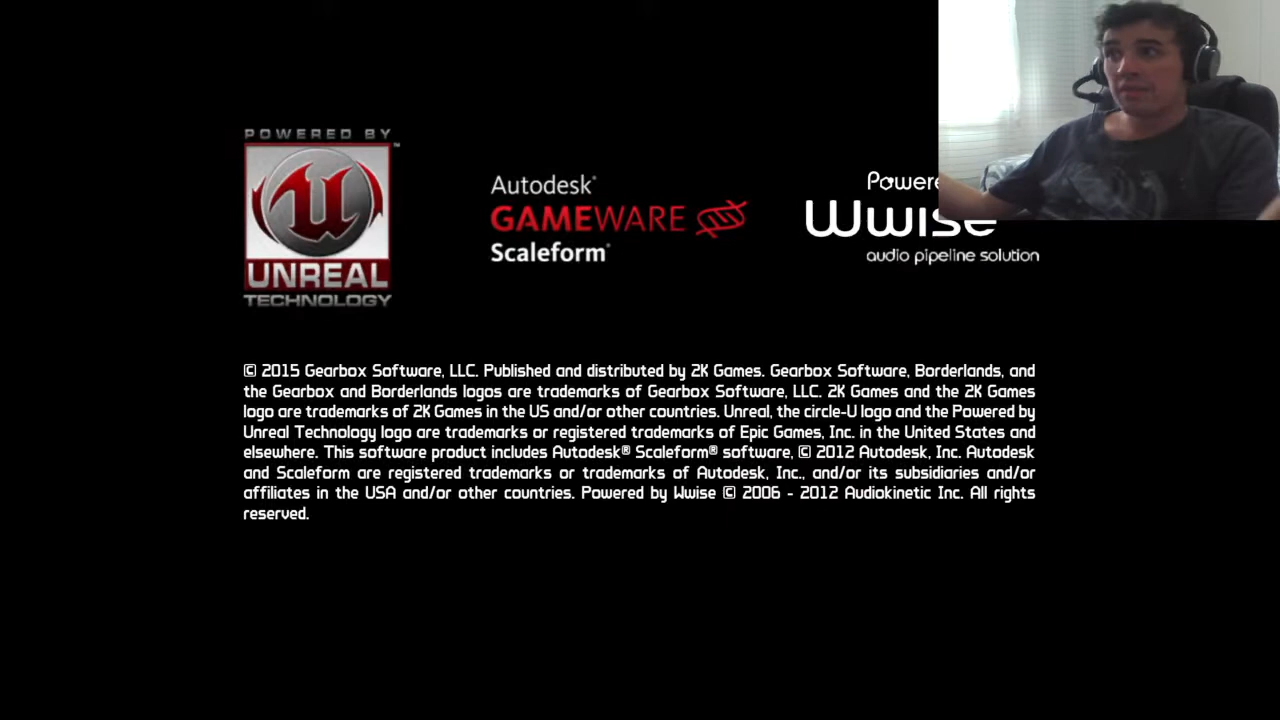 POWERED BY
UNREAL
TECHNOLOGY
™
Autodesk®
GAMEWARE
Scaleform®
Wwise
audio pipeline solution
© 2015 Gearbox Software, LLC. Published and distributed by 2K Games. Gearbox Software, Borderlands, and
the Gearbox and Borderlands logos are trademarks of Gearbox Software, LLC. 2K Games and the 2K Games
logo are trademarks of 2K Games in the US and/or other countries. Unreal, the circle-U logo and the Powered by
Unreal Technology logo are trademarks or registered trademarks of Epic Games, Inc. in the United States and
elsewhere. This software product includes Autodesk® Scaleform® software, © 2012 Autodesk, Inc. Autodesk
and Scaleform are registered trademarks or trademarks of Autodesk, Inc., and/or its subsidiaries and/or
affiliates in the USA and/or other countries. Powered by Wwise © 2006 - 2012 Audiokinetic Inc. All rights
reserved.